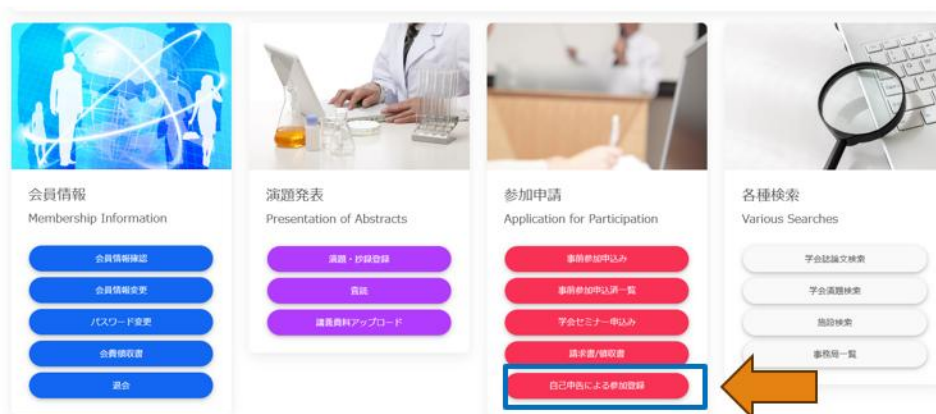 会員情報
Membership Information
会員情報確認
会員情報変更
パスワード変更
会費領収書
退会
演題発表
Presentation of Abstracts
演題・抄録登録
査読
講義資料アップロード
参加申請
Application for Participation
事前参加申込み
事前参加申込済一覧
学会セミナー申込み
請求書/領収書
自己申告による参加登録
各種検索
Various Searches
学会誌論文検索
学会演題検索
施設検索
事務局一覧